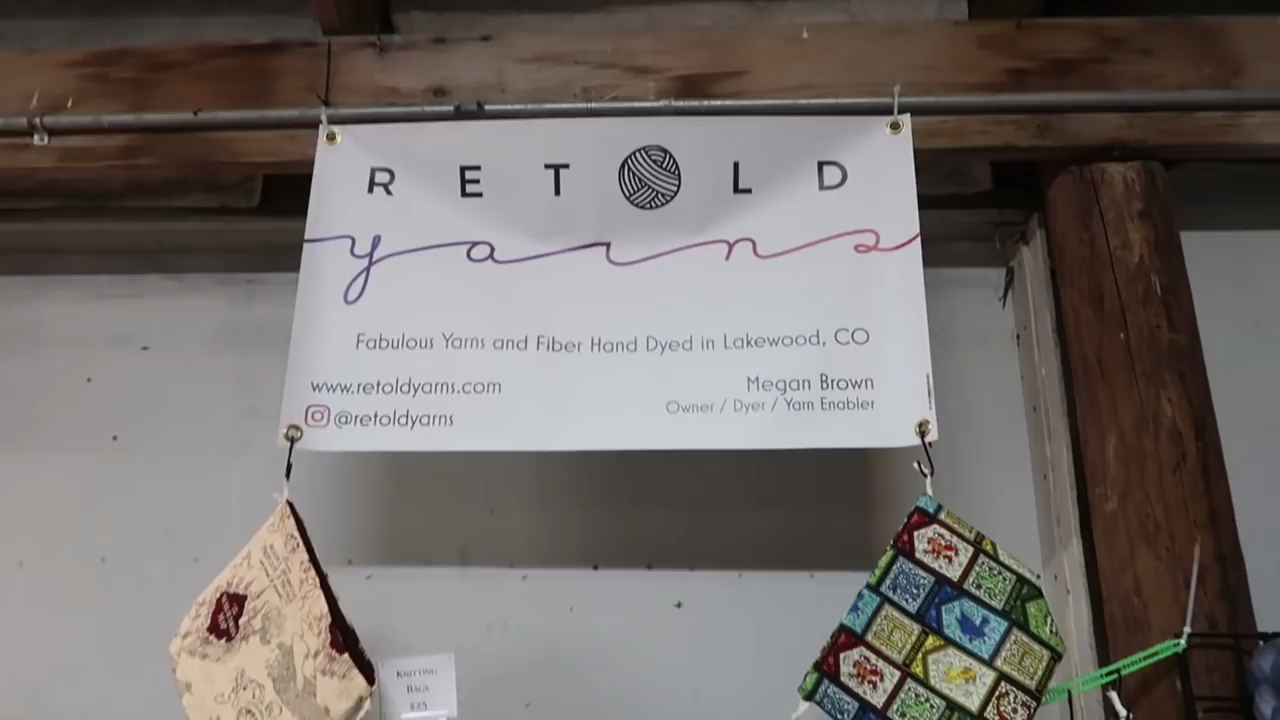 RETOLD
yarns
Fabulous Yarns and Fiber Hand Dyed in Lakewood, CO
www.retoldyarns.com
@retoldyarns
Megan Brown
Owner / Dyer / Yarn Enabler
KNITTING
BAGS
$25